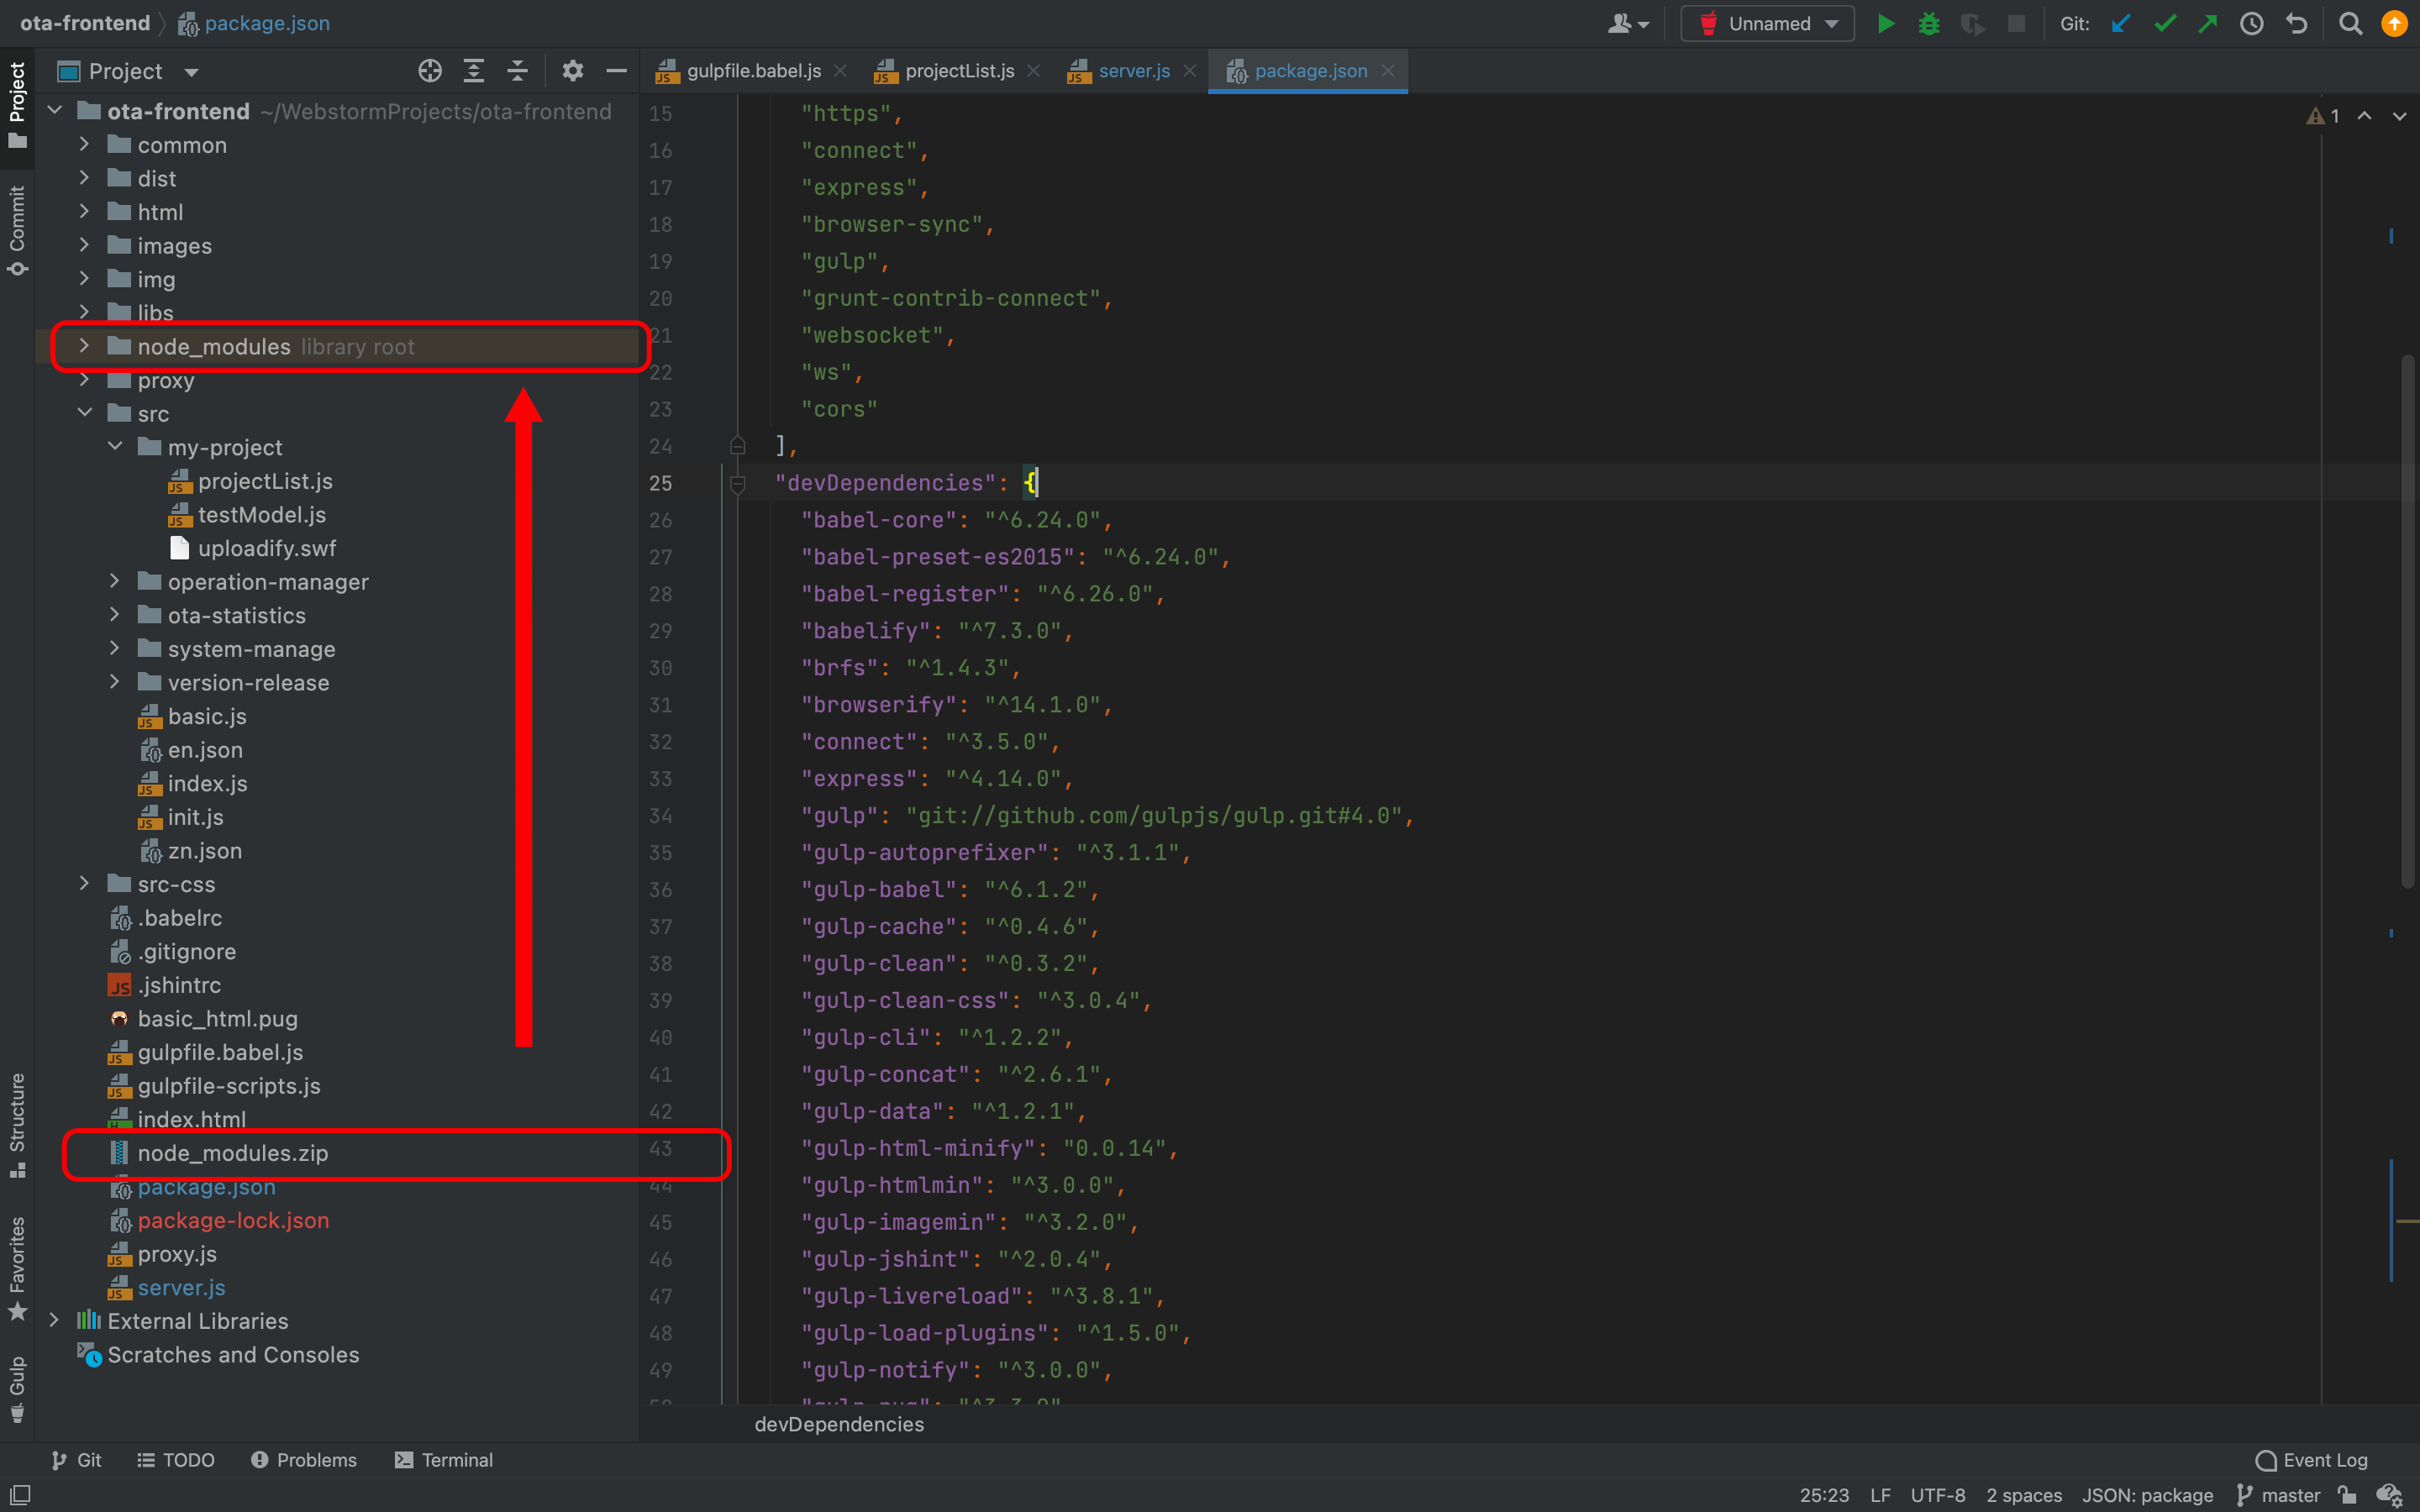 ota-frontend
package.json
Unnamed
Git:
Project
gulpfile.babel.js
projectList.js
server.js
package.json
Project
Commit
Structure
Favorites
Gulp
ota-frontend ~/WebstormProjects/ota-frontend
common
dist
html
images
img
libs
node_modules library root
proxy
src
my-project
projectList.js
testModel.js
uploadify.swf
operation-manager
ota-statistics
system-manage
version-release
basic.js
en.json
index.js
init.js
zn.json
src-css
.babelrc
.gitignore
.jshintrc
basic_html.pug
gulpfile.babel.js
gulpfile-scripts.js
index.html
node_modules.zip
package.json
package-lock.json
proxy.js
server.js
External Libraries
Scratches and Consoles
1
15 "https",
16 "connect",
17 "express",
18 "browser-sync",
19 "gulp",
20 "grunt-contrib-connect",
21 "websocket",
22 "ws",
23 "cors"
24 ],
25 "devDependencies": {
26 "babel-core": "^6.24.0",
27 "babel-preset-es2015": "^6.24.0",
28 "babel-register": "^6.26.0",
29 "babelify": "^7.3.0",
30 "brfs": "^1.4.3",
31 "browserify": "^14.1.0",
32 "connect": "^3.5.0",
33 "express": "^4.14.0",
34 "gulp": "git://github.com/gulpjs/gulp.git#4.0",
35 "gulp-autoprefixer": "^3.1.1",
36 "gulp-babel": "^6.1.2",
37 "gulp-cache": "^0.4.6",
38 "gulp-clean": "^0.3.2",
39 "gulp-clean-css": "^3.0.4",
40 "gulp-cli": "^1.2.2",
41 "gulp-concat": "^2.6.1",
42 "gulp-data": "^1.2.1",
43 "gulp-html-minify": "0.0.14",
44 "gulp-htmlmin": "^3.0.0",
45 "gulp-imagemin": "^3.2.0",
46 "gulp-jshint": "^2.0.4",
47 "gulp-livereload": "^3.8.1",
48 "gulp-load-plugins": "^1.5.0",
49 "gulp-notify": "^3.0.0",
devDependencies
Git
TODO
Problems
Terminal
Event Log
25:23 LF UTF-8 2 spaces JSON: package master